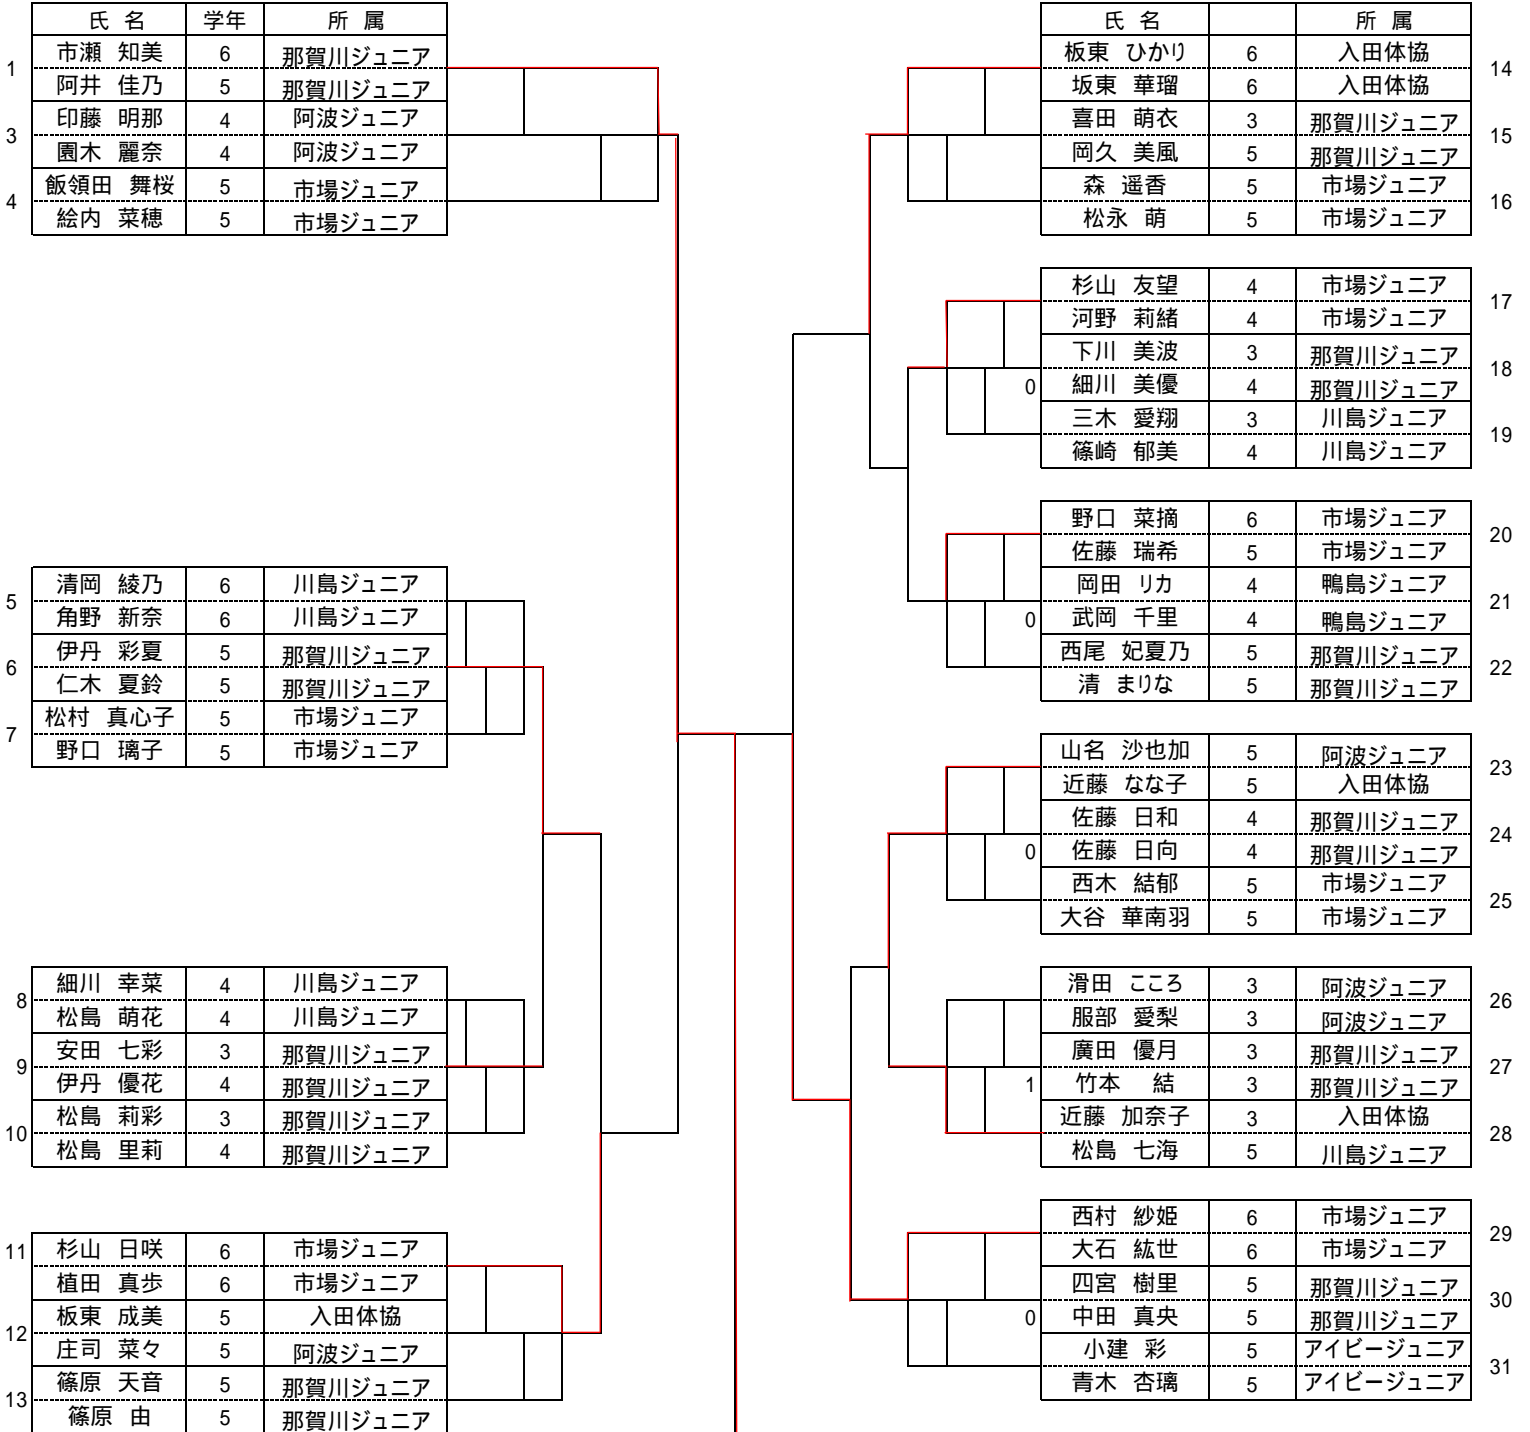 氏 名 学年 所 属
1
市瀬 知美 6 那賀川ジュニア
阿井 佳乃 5 那賀川ジュニア
3
印藤 明那 4 阿波ジュニア
園木 麗奈 4 阿波ジュニア
4
飯領田 舞桜 5 市場ジュニア
絵内 菜穂 5 市場ジュニア
5
清岡 綾乃 6 川島ジュニア
角野 新奈 6 川島ジュニア
6
伊丹 彩夏 5 那賀川ジュニア
仁木 夏鈴 5 那賀川ジュニア
7
松村 真心子 5 市場ジュニア
野口 璃子 5 市場ジュニア
8
細川 幸菜 4 川島ジュニア
松島 萌花 4 川島ジュニア
9
安田 七彩 3 那賀川ジュニア
伊丹 優花 4 那賀川ジュニア
10
松島 莉彩 3 那賀川ジュニア
松島 里莉 4 那賀川ジュニア
11
杉山 日咲 6 市場ジュニア
植田 真歩 6 市場ジュニア
12
板東 成美 5 入田体協
庄司 菜々 5 阿波ジュニア
13
篠原 天音 5 那賀川ジュニア
篠原 由 5 那賀川ジュニア
氏 名 所 属
板東 ひかり 6 入田体協
14
坂東 華瑠 6 入田体協
喜田 萌衣 3 那賀川ジュニア
15
岡久 美風 5 那賀川ジュニア
森 遥香 5 市場ジュニア
16
松永 萌 5 市場ジュニア
杉山 友望 4 市場ジュニア
17
河野 莉緒 4 市場ジュニア
下川 美波 3 那賀川ジュニア
18
0 細川 美優 4 那賀川ジュニア
三木 愛翔 3 川島ジュニア
19
篠崎 郁美 4 川島ジュニア
野口 菜摘 6 市場ジュニア
20
佐藤 瑞希 5 市場ジュニア
岡田 リカ 4 鴨島ジュニア
21
0 武岡 千里 4 鴨島ジュニア
西尾 妃夏乃 5 那賀川ジュニア
22
清 まりな 5 那賀川ジュニア
山名 沙也加 5 阿波ジュニア
23
近藤 なな子 5 入田体協
佐藤 日和 4 那賀川ジュニア
24
0 佐藤 日向 4 那賀川ジュニア
西木 結郁 5 市場ジュニア
25
大谷 華南羽 5 市場ジュニア
滑田 こころ 3 阿波ジュニア
26
服部 愛梨 3 阿波ジュニア
廣田 優月 3 那賀川ジュニア
27
1 竹本 結 3 那賀川ジュニア
近藤 加奈子 3 入田体協
28
松島 七海 5 川島ジュニア
西村 紗姫 6 市場ジュニア
29
大石 紘世 6 市場ジュニア
四宮 樹里 5 那賀川ジュニア
30
0 中田 真央 5 那賀川ジュニア
小建 彩 5 アイビージュニア
31
青木 杏璃 5 アイビージュニア